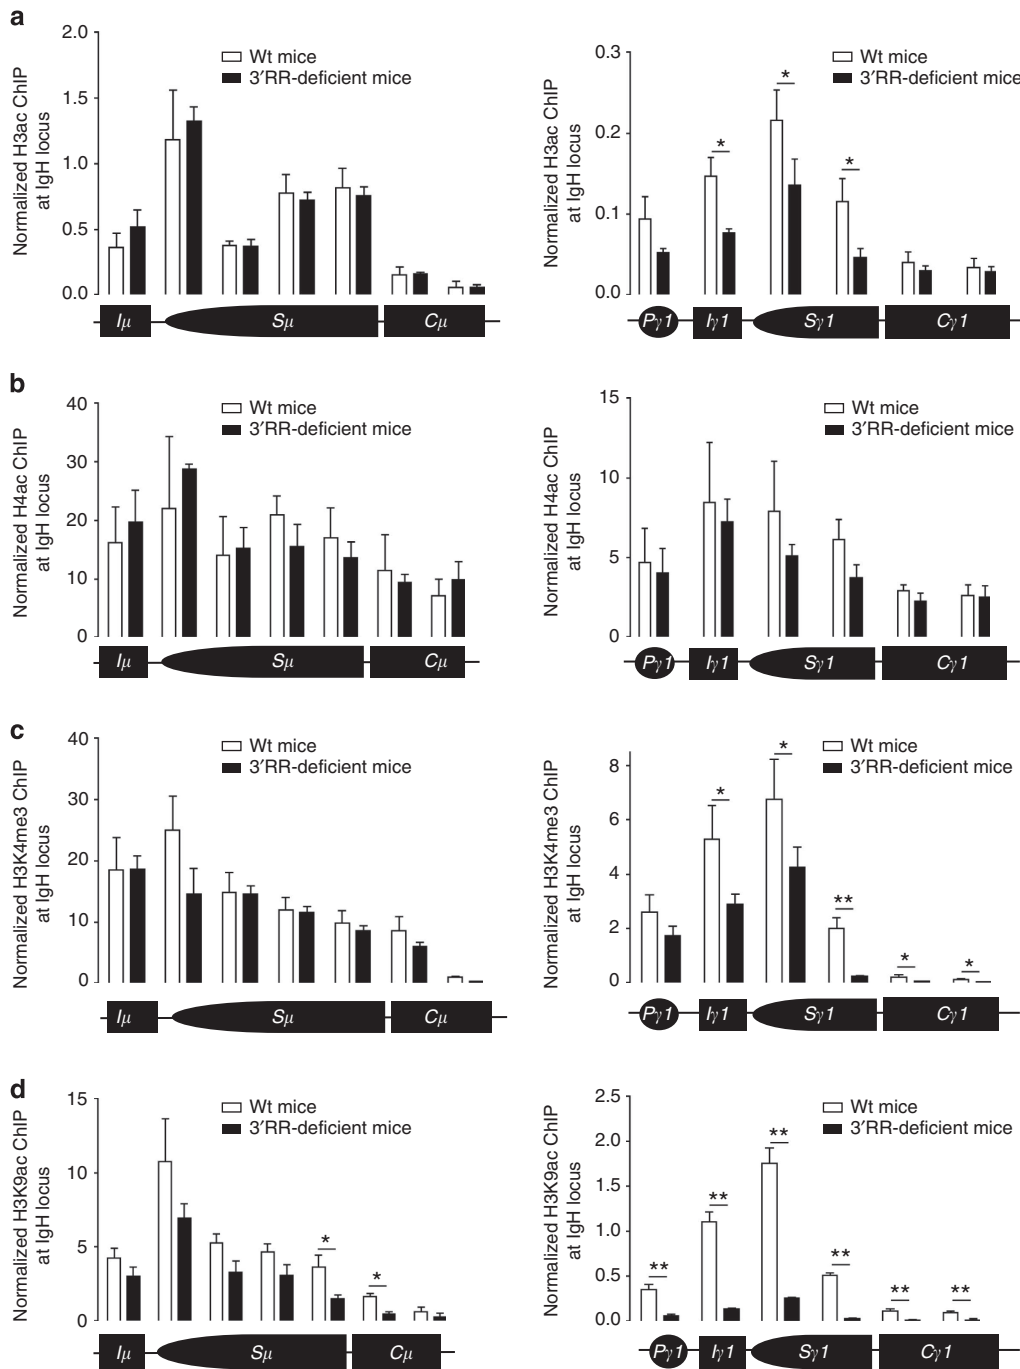 a
2.0
1.5
1.0
0.5
0.0
Normalized H3ac ChIP
at IgH locus
Wt mice
3′RR-deficient mice
Iμ
Sμ
Cμ
0.3
0.2
0.1
0.0
Normalized H3ac ChIP
at IgH locus
Wt mice
3′RR-deficient mice
*
*
*
Pγ1
Iγ1
Sγ1
Cγ1
b
40
30
20
10
0
Normalized H4ac ChIP
at IgH locus
Wt mice
3′RR-deficient mice
Iμ
Sμ
Cμ
15
10
5
0
Normalized H4ac ChIP
at IgH locus
Wt mice
3′RR-deficient mice
Pγ1
Iγ1
Sγ1
Cγ1
c
40
30
20
10
0
Normalized H3K4me3 ChIP
at IgH locus
Wt mice
3′RR-deficient mice
Iμ
Sμ
Cμ
8
6
4
2
0
Normalized H3K4me3 ChIP
at IgH locus
Wt mice
3′RR-deficient mice
*
*
**
*
*
Pγ1
Iγ1
Sγ1
Cγ1
d
15
10
5
0
Normalized H3K9ac ChIP
at IgH locus
Wt mice
3′RR-deficient mice
*
*
Iμ
Sμ
Cμ
2.5
2.0
1.5
1.0
0.5
0.0
Normalized H3K9ac ChIP
at IgH locus
Wt mice
3′RR-deficient mice
**
**
**
**
**
**
Pγ1
Iγ1
Sγ1
Cγ1